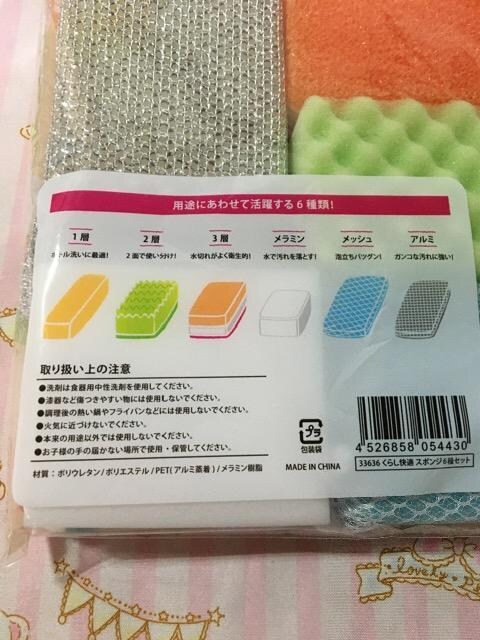 用途にあわせて活躍する6種類!
1層 2層 3層 メラミン メッシュ アルミ
ボトル洗いに最適! 2面で使い分け! 水切れがよく衛生的! 水で汚れを落とす! 泡立ちバツグン! ガンコな汚れに強い!
取り扱い上の注意
●洗剤は食器用中性洗剤を使用してください。
●漆器など傷つきやすい物には使用しないでください。
●調理後の熱い鍋やフライパンなどには使用しないでください。
●火気に近づけないでください。
●本来の用途以外では使用しないでください。
●お子様の手の届かない場所で使用・保管してください。
材質:ポリウレタン/ポリエステル/PET(アルミ蒸着)/メラミン樹脂
プラ
包装袋
MADE IN CHINA
4 526858 054430
33636 くらし快適 スポンジ6種セット
lovely